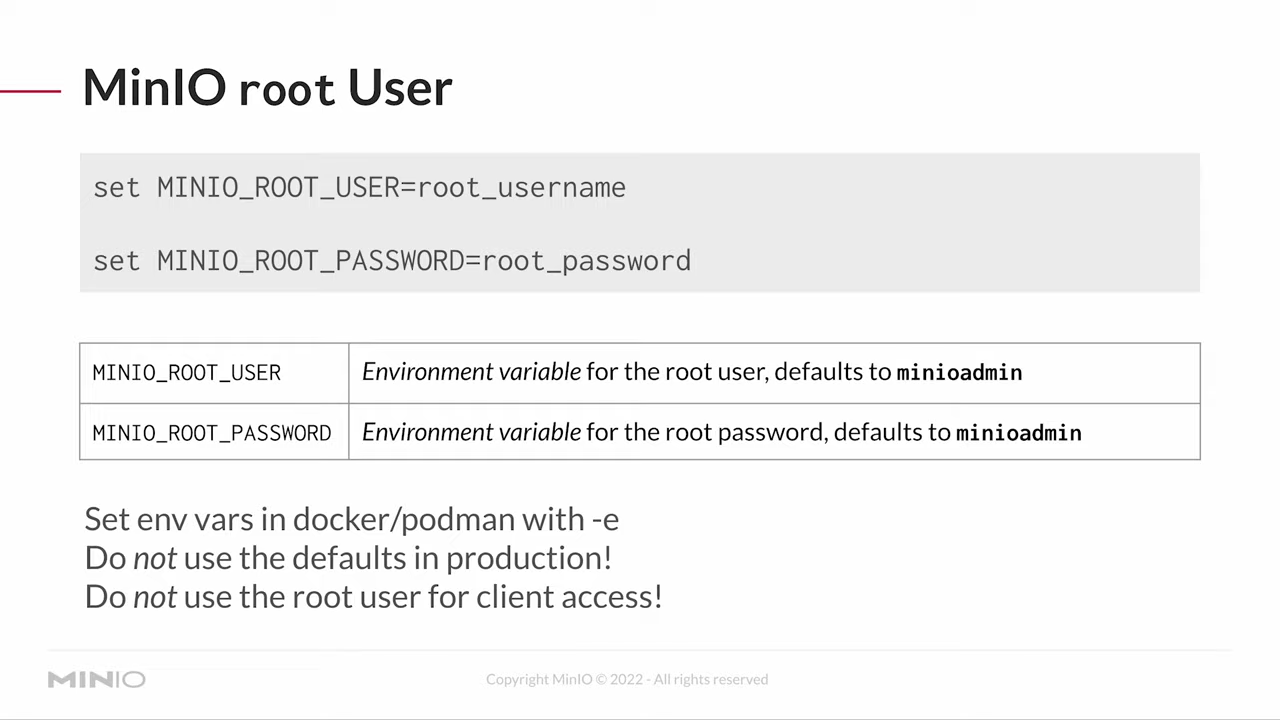 MinIO root User
set MINIO_ROOT_USER=root_username
set MINIO_ROOT_PASSWORD=root_password
MINIO_ROOT_USER Environment variable for the root user, defaults to minioadmin
MINIO_ROOT_PASSWORD Environment variable for the root password, defaults to minioadmin
Set env vars in docker/podman with -e
Do not use the defaults in production!
Do not use the root user for client access!
MINIO Copyright MinIO © 2022 - All rights reserved